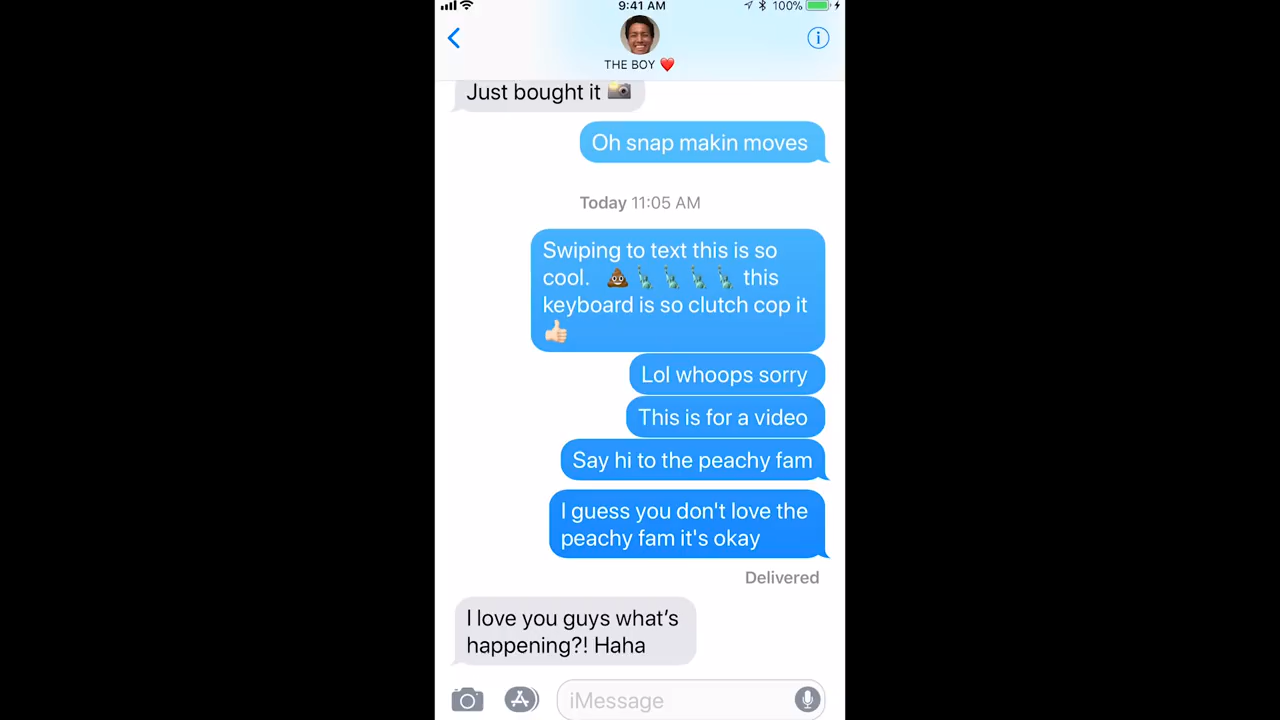 9:41 AM
100%
THE BOY ❤️
Just bought it 📸
Oh snap makin moves
Today 11:05 AM
Swiping to text this is so
cool. 💩🗽🗽🗽🗽 this
keyboard is so clutch cop it
👍🏻
Lol whoops sorry
This is for a video
Say hi to the peachy fam
I guess you don't love the
peachy fam it's okay
Delivered
I love you guys what's
happening?! Haha
iMessage